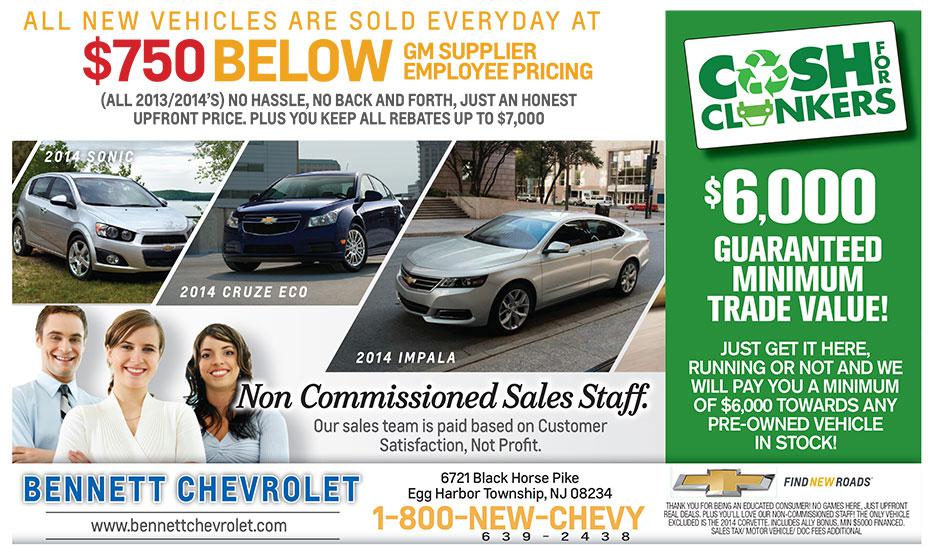 ALL NEW VEHICLES ARE SOLD EVERYDAY AT
$750 BELOW GM SUPPLIER
EMPLOYEE PRICING
(ALL 2013/2014'S) NO HASSLE, NO BACK AND FORTH, JUST AN HONEST
UPFRONT PRICE. PLUS YOU KEEP ALL REBATES UP TO $7,000
2014 SONIC
2014 CRUZE ECO
2014 IMPALA
Non Commissioned Sales Staff.
Our sales team is paid based on Customer
Satisfaction, Not Profit.
CASH FOR
CLUNKERS
$6,000
GUARANTEED
MINIMUM
TRADE VALUE!
JUST GET IT HERE,
RUNNING OR NOT AND WE
WILL PAY YOU A MINIMUM
OF $6,000 TOWARDS ANY
PRE-OWNED VEHICLE
IN STOCK!
BENNETT CHEVROLET
www.bennettchevrolet.com
6721 Black Horse Pike
Egg Harbor Township, NJ 08234
1-800-NEW-CHEVY
639-2438
FIND NEW ROADS
THANK YOU FOR BEING AN EDUCATED CONSUMER! NO GAMES HERE, JUST UPFRONT
REAL DEALS. PLUS YOU'LL LOVE OUR NON-COMMISSIONED STAFF! THE ONLY VEHICLE
EXCLUDED IS THE 2014 CORVETTE. INCLUDES ALLY BONUS, MIN $5000 FINANCED.
SALES TAX/ MOTOR VEHICLE/ DOC FEES ADDITIONAL